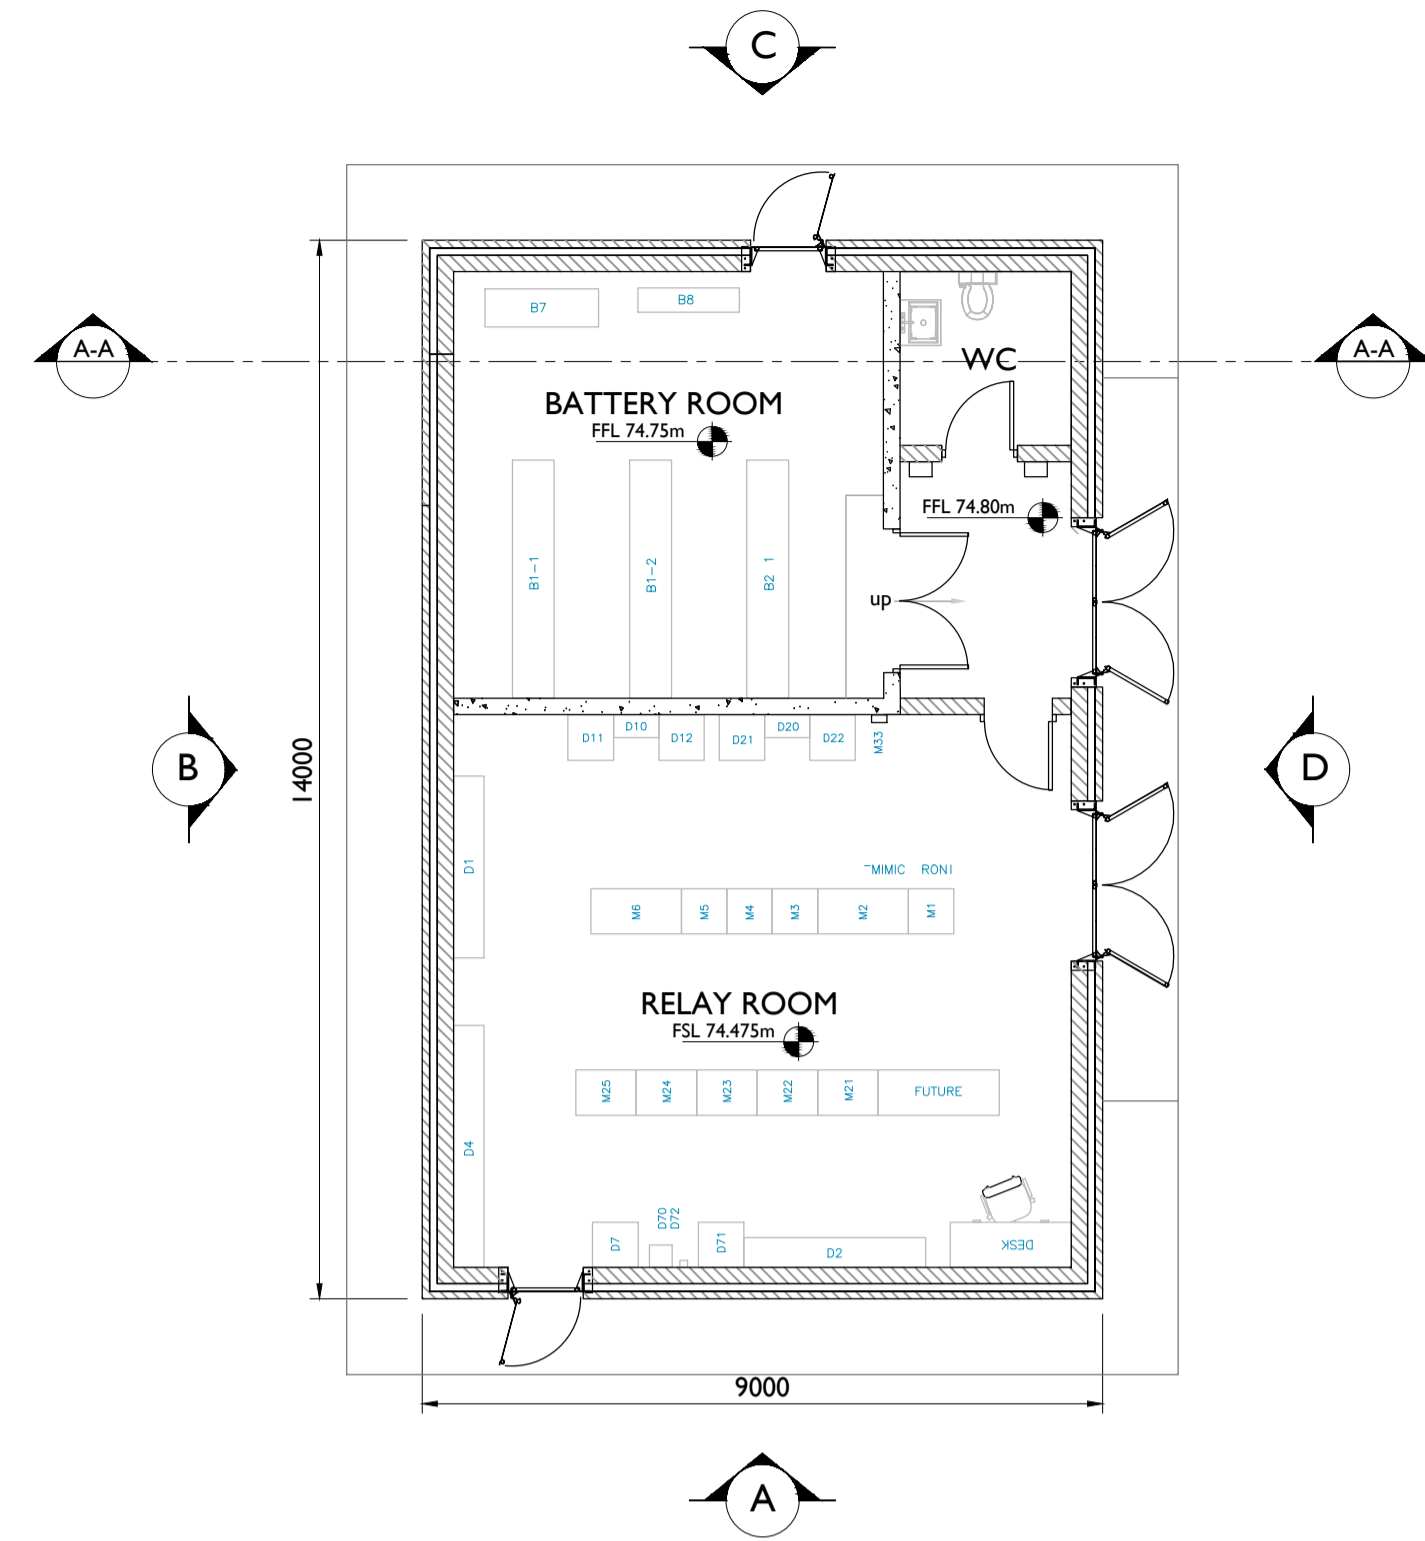 C
A-A
A-A
B7
B8
WC
BATTERY ROOM
FFL 74.75m
FFL 74.80m
B1-1
B1-2
B2 1
up
D11
D10
D12
D21
D20
D22
M33
14000
B
D
D1
MIMIC RONI
M6
M5
M4
M3
M2
M1
RELAY ROOM
FSL 74.475m
M25
M24
M23
M22
M21
FUTURE
D4
D70
D72
D7
D71
D2
DESK
9000
A